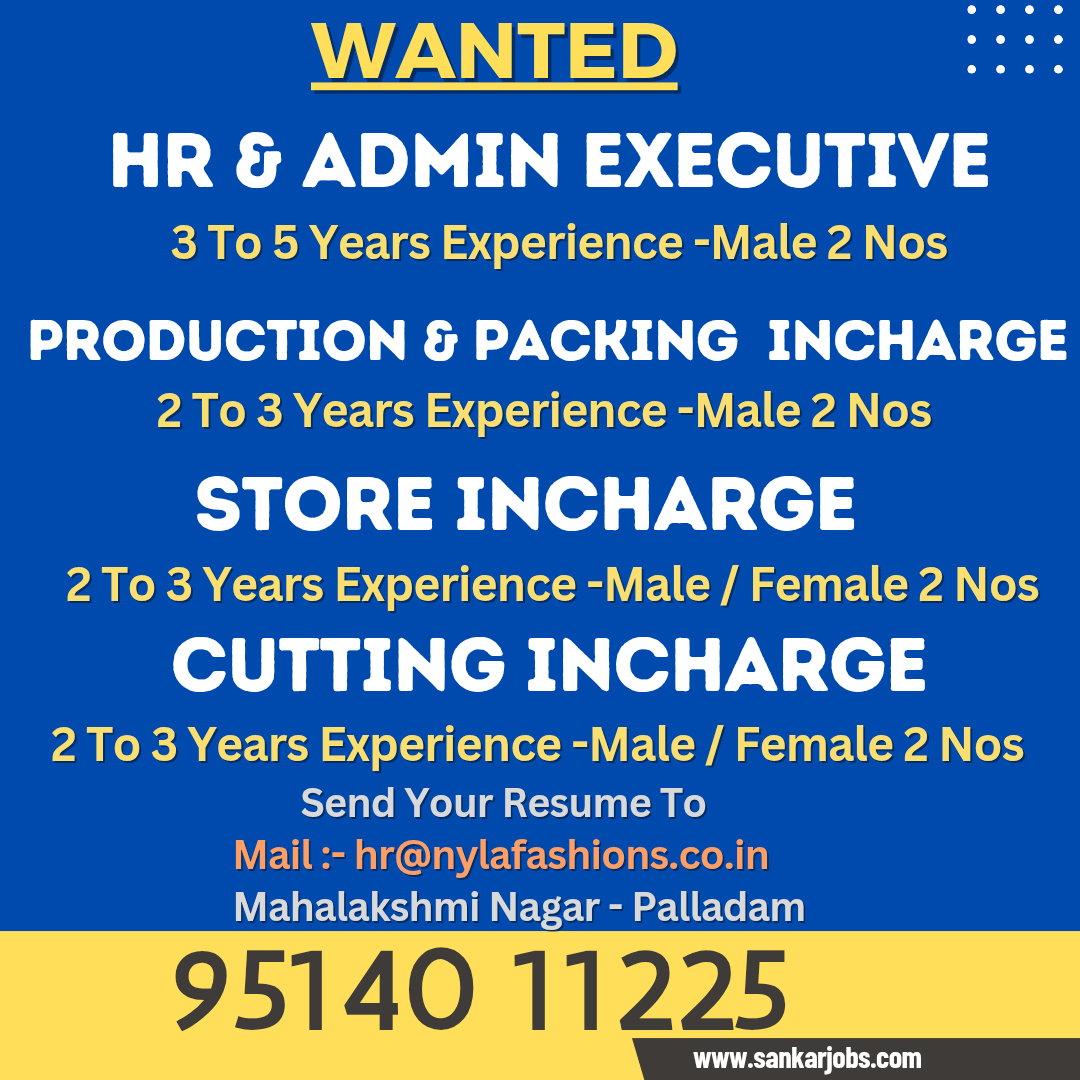 WANTED
HR & ADMIN EXECUTIVE
3 To 5 Years Experience -Male 2 Nos
PRODUCTION & PACKING INCHARGE
2 To 3 Years Experience -Male 2 Nos
STORE INCHARGE
2 To 3 Years Experience -Male / Female 2 Nos
CUTTING INCHARGE
2 To 3 Years Experience -Male / Female 2 Nos
Send Your Resume To
Mail :- hr@nylafashions.co.in
Mahalakshmi Nagar - Palladam
95140 11225
www.sankarjobs.com